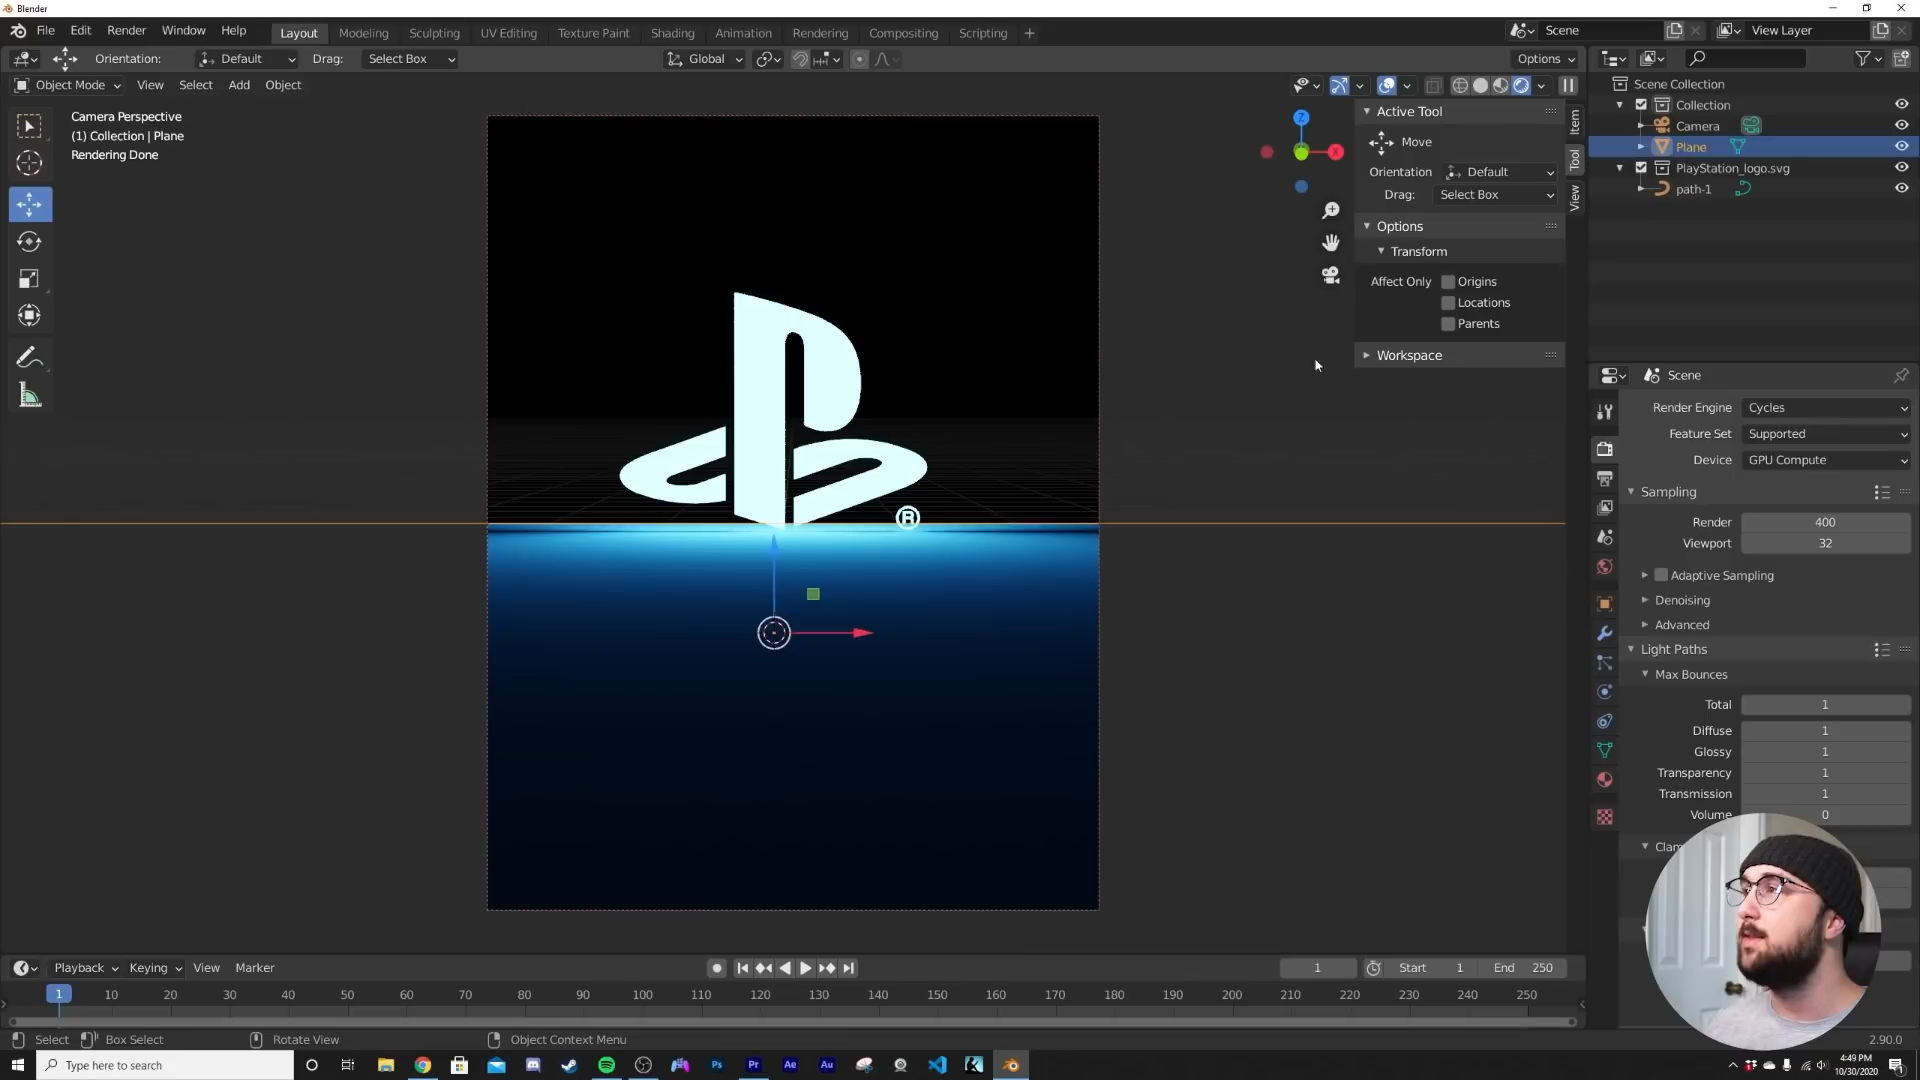 Blender
File Edit Render Window Help Layout Modeling Sculpting UV Editing Texture Paint Shading Animation Rendering Compositing Scripting + Scene View Layer
Orientation: Default Drag: Select Box Global Options
Object Mode View Select Add Object
Camera Perspective
(1) Collection | Plane
Rendering Done
Z
X
®
Active Tool
Move
Orientation Default
Drag: Select Box
Options
Transform
Affect Only Origins
Locations
Parents
Workspace
Item
Tool
View
Scene Collection
Collection
Camera
Plane
PlayStation_logo.svg
path-1
Scene
Render Engine Cycles
Feature Set Supported
Device GPU Compute
Sampling
Render 400
Viewport 32
Adaptive Sampling
Denoising
Advanced
Light Paths
Max Bounces
Total 1
Diffuse 1
Glossy 1
Transparency 1
Transmission 1
Volume 0
Clam
Playback Keying View Marker 1 Start 1 End 250
1 10 20 30 40 50 60 70 80 90 100 110 120 130 140 150 160 170 180 190 200 210 220 230 240 250
Select Box Select Rotate View Object Context Menu 2.90.0
Type here to search Ps Pr Ae Au 4:49 PM
10/30/2020